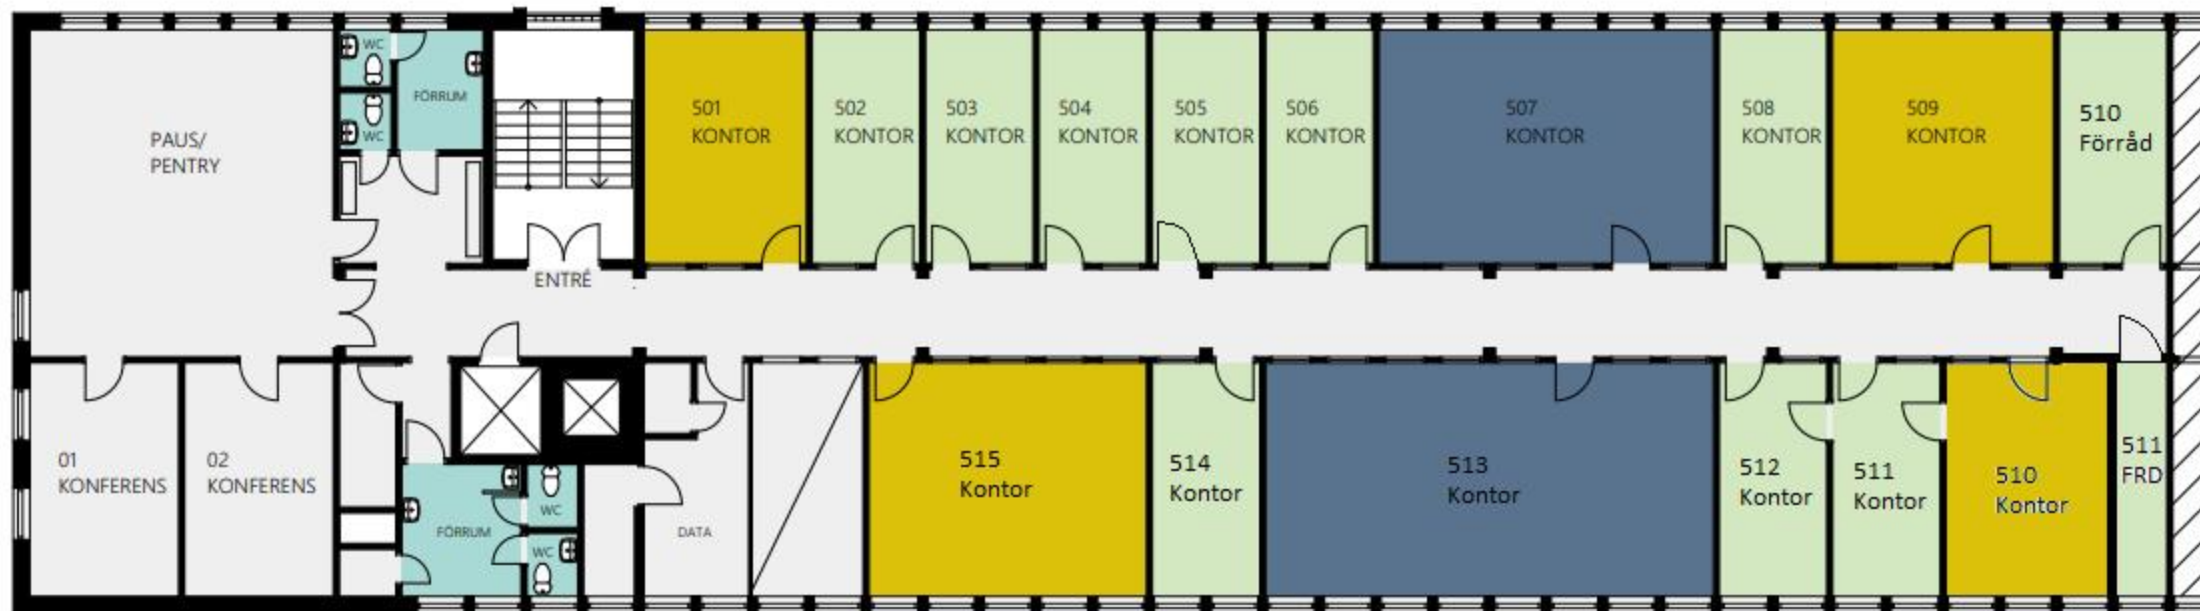 WC
WC
FÖRRUM
PAUS/
PENTRY
501
KONTOR
502
KONTOR
503
KONTOR
504
KONTOR
505
KONTOR
506
KONTOR
507
KONTOR
508
KONTOR
509
KONTOR
510
Förråd
ENTRÉ
01
KONFERENS
02
KONFERENS
FÖRRUM
WC
WC
DATA
515
Kontor
514
Kontor
513
Kontor
512
Kontor
511
Kontor
510
Kontor
511
FRD